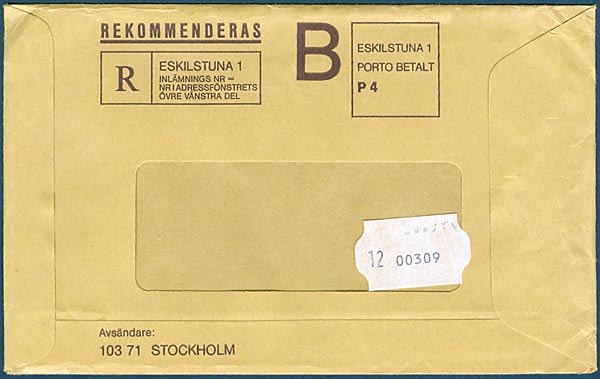 REKOMMENDERAS
R
ESKILSTUNA 1
INLÄMNINGS NR =
NR I ADRESSFÖNSTRETS
ÖVRE VÄNSTRA DEL
B
ESKILSTUNA 1
PORTO BETALT
P 4
12 00309
Avsändare:
103 71 STOCKHOLM